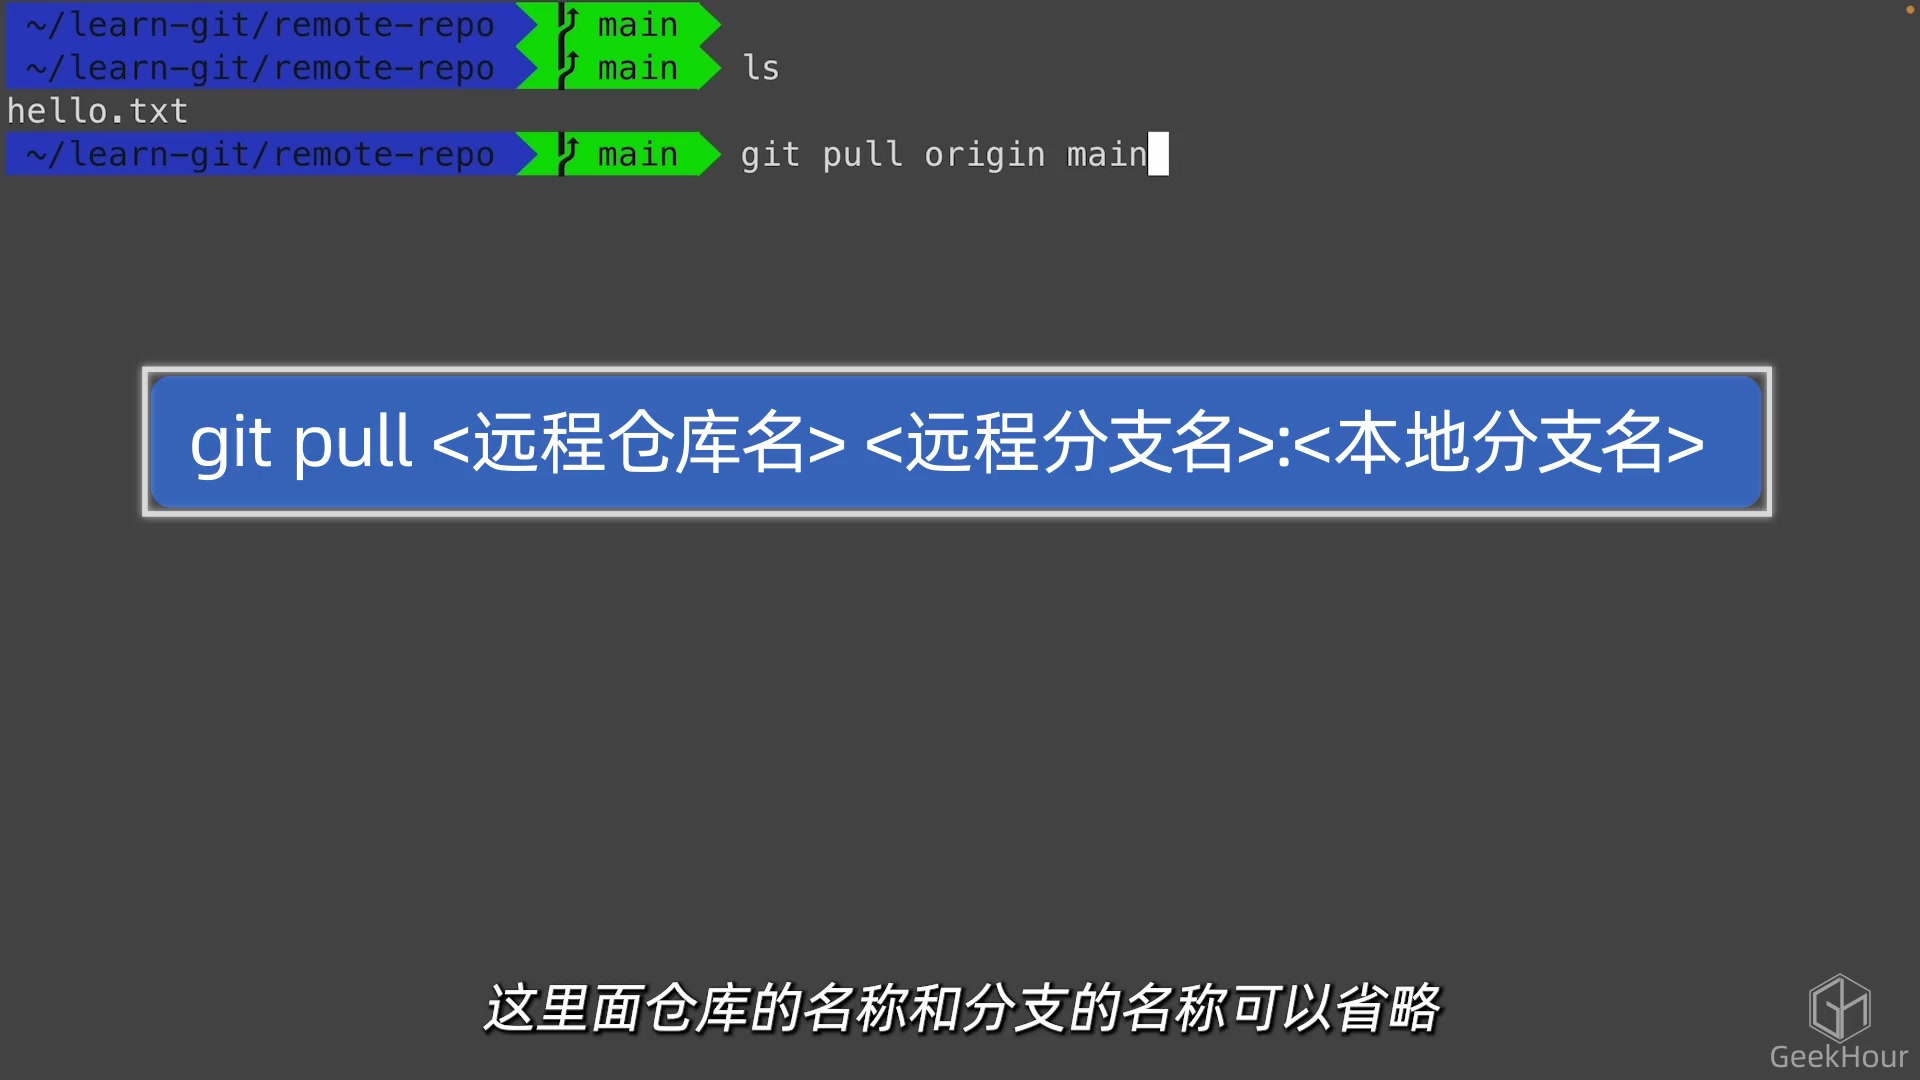 ~/learn-git/remote-repo main
~/learn-git/remote-repo main ls
hello.txt
~/learn-git/remote-repo main git pull origin main
git pull <远程仓库名> <远程分支名>:<本地分支名>
这里面仓库的名称和分支的名称可以省略
GeekHour